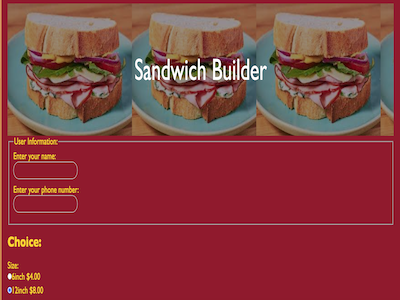 Sandwich Builder
User Information:
Enter your name:
Enter your phone number:
Choice:
Size:
6inch $4.00
12inch $8.00